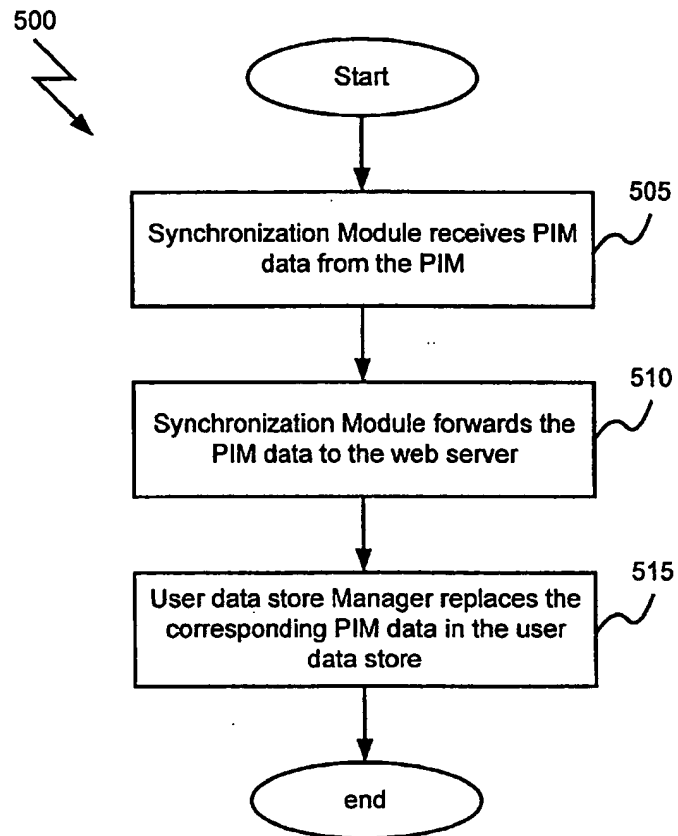 500
Start
505
Synchronization Module receives PIM
data from the PIM
510
Synchronization Module forwards the
PIM data to the web server
515
User data store Manager replaces the
corresponding PIM data in the user
data store
end